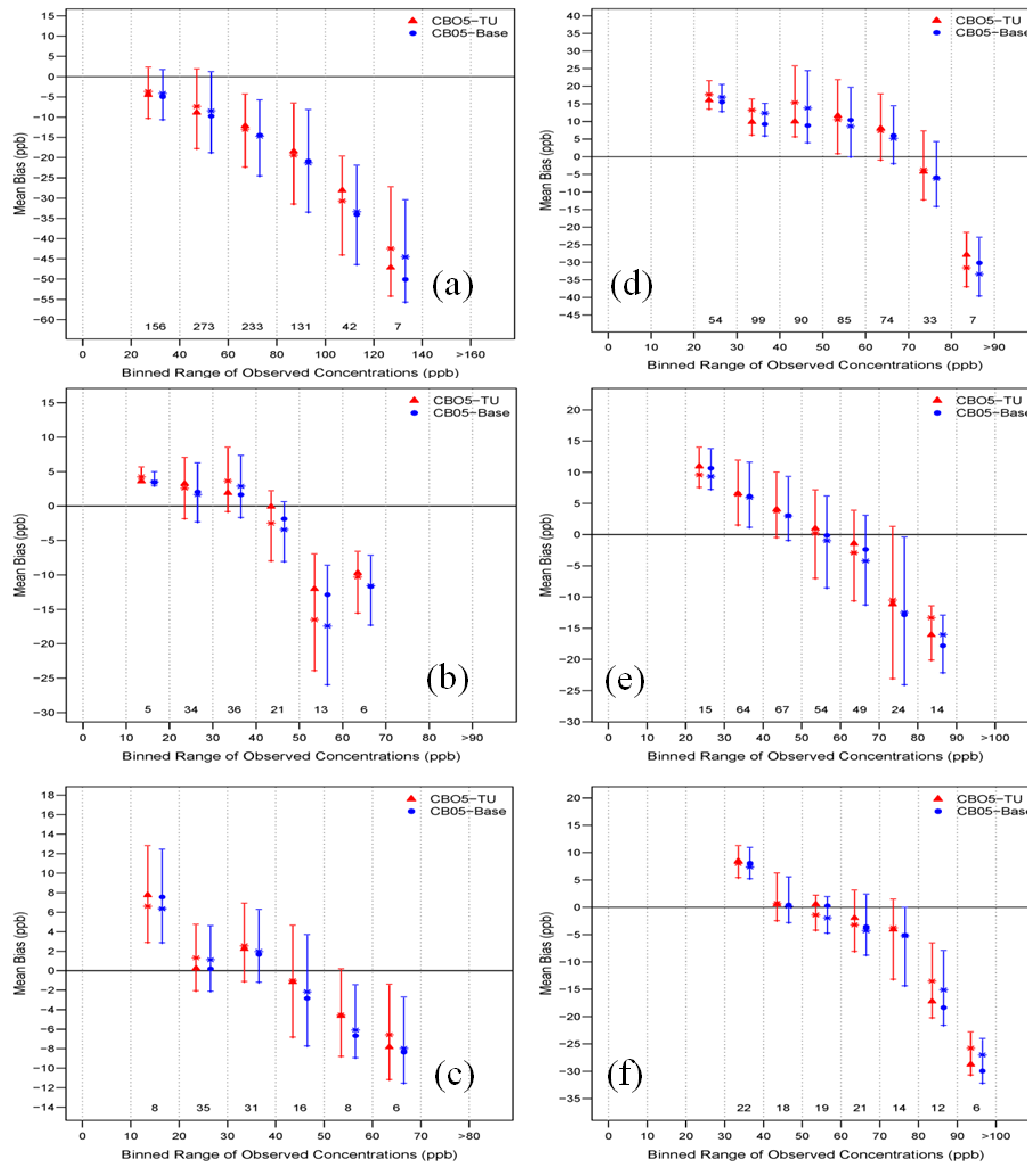 CBO5−TU
CB05−Base
15
10
5
0
−5
−10
−15
−20
−25
−30
−35
−40
−45
−50
−55
−60
Mean Bias (ppb)
(a)
156 273 233 131 42 7
0 20 40 60 80 100 120 140 >160
Binned Range of Observed Concentrations (ppb)
CBO5−TU
CB05−Base
40
35
30
25
20
15
10
5
0
−5
−10
−15
−20
−25
−30
−35
−40
−45
Mean Bias (ppb)
(d)
54 99 90 85 74 33 7
0 10 20 30 40 50 60 70 80 >90
Binned Range of Observed Concentrations (ppb)
CBO5−TU
CB05−Base
15
10
5
0
−5
−10
−15
−20
−25
−30
Mean Bias (ppb)
(b)
5 34 36 21 13 6
0 10 20 30 40 50 60 70 >90
Binned Range of Observed Concentrations (ppb)
CBO5−TU
CB05−Base
20
15
10
5
0
−5
−10
−15
−20
−25
−30
Mean Bias (ppb)
(e)
15 64 67 54 49 24 14
0 10 20 30 40 50 60 70 80 >100
Binned Range of Observed Concentrations (ppb)
CBO5−TU
CB05−Base
18
16
14
12
10
8
6
4
2
0
−2
−4
−6
−8
−10
−12
−14
Mean Bias (ppb)
(c)
8 35 31 16 8 6
0 10 20 30 40 50 60 70 >80
Binned Range of Observed Concentrations (ppb)
CBO5−TU
CB05−Base
20
15
10
5
0
−5
−10
−15
−20
−25
−30
−35
Mean Bias (ppb)
(f)
22 18 19 21 14 12 6
0 10 20 30 40 50 60 70 80 90 >100
Binned Range of Observed Concentrations (ppb)